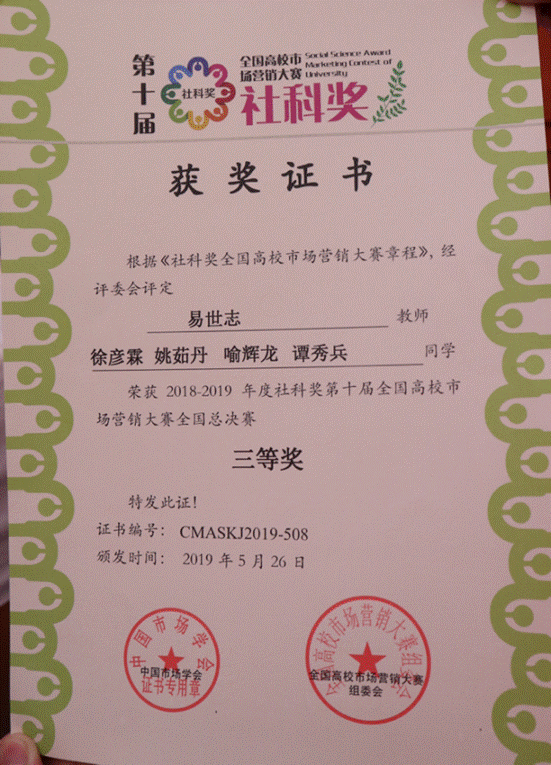 第十届
社科奖
全国高校市
场营销大赛
Social Science Award
Marketing Contest of
University
社科奖
获奖证书
根据《社科奖全国高校市场营销大赛章程》，经
评委会评定
易世志 教师
徐彦霖 姚茹丹 喻辉龙 谭秀兵 同学
荣获 2018-2019 年度社科奖第十届全国高校市
场营销大赛全国总决赛
三等奖
特发此证！
证书编号： CMASKJ2019-508
颁发时间： 2019 年 5 月 26 日
中国市场学会
中国市场学会
证书专用章
全国高校市场营销大赛组委会
全国高校市场营销大赛
组委会